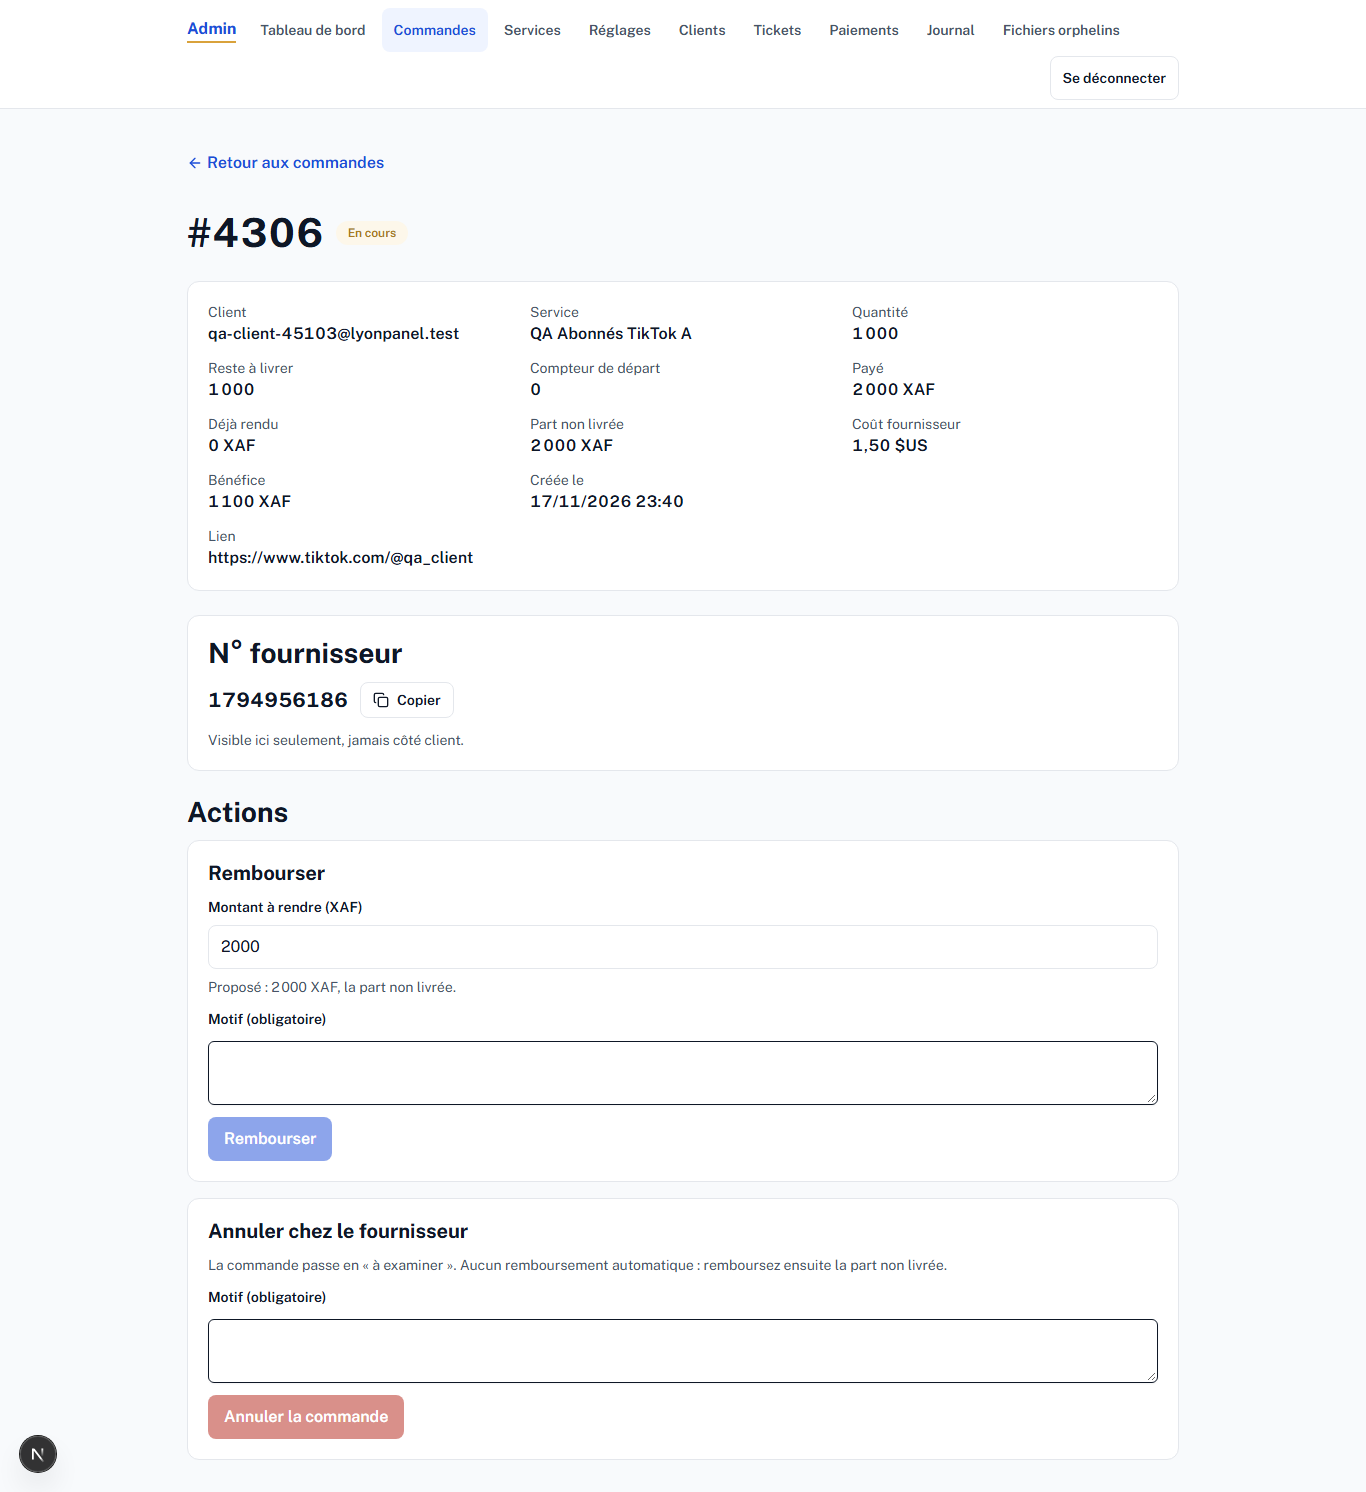 Admin Tableau de bord Commandes Services Réglages Clients Tickets Paiements Journal Fichiers orphelins
Se déconnecter
← Retour aux commandes
#4306 En cours
Client Service Quantité
qa-client-45103@lyonpanel.test QA Abonnés TikTok A 1 000
Reste à livrer Compteur de départ Payé
1 000 0 2 000 XAF
Déjà rendu Part non livrée Coût fournisseur
0 XAF 2 000 XAF 1,50 $US
Bénéfice Créée le
1 100 XAF 17/11/2026 23:40
Lien
https://www.tiktok.com/@qa_client
N° fournisseur
1794956186 Copier
Visible ici seulement, jamais côté client.
Actions
Rembourser
Montant à rendre (XAF)
2000
Proposé : 2 000 XAF, la part non livrée.
Motif (obligatoire)
Rembourser
Annuler chez le fournisseur
La commande passe en « à examiner ». Aucun remboursement automatique : remboursez ensuite la part non livrée.
Motif (obligatoire)
Annuler la commande
N